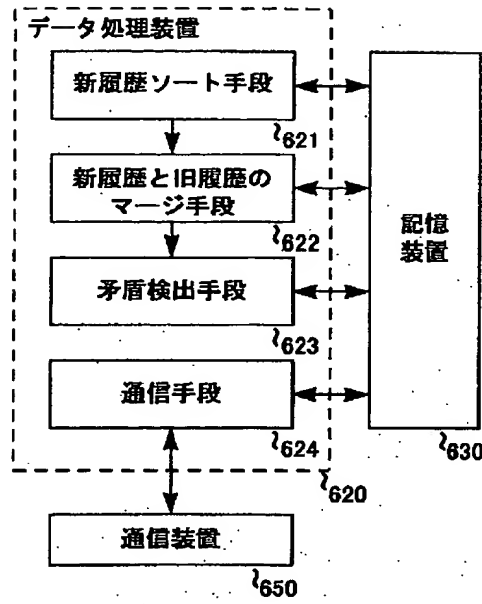 データ処理装置
新履歴ソート手段
621
新履歴と旧履歴の
マージ手段
622
矛盾検出手段
623
通信手段
624
620
記憶
装置
630
通信装置
650